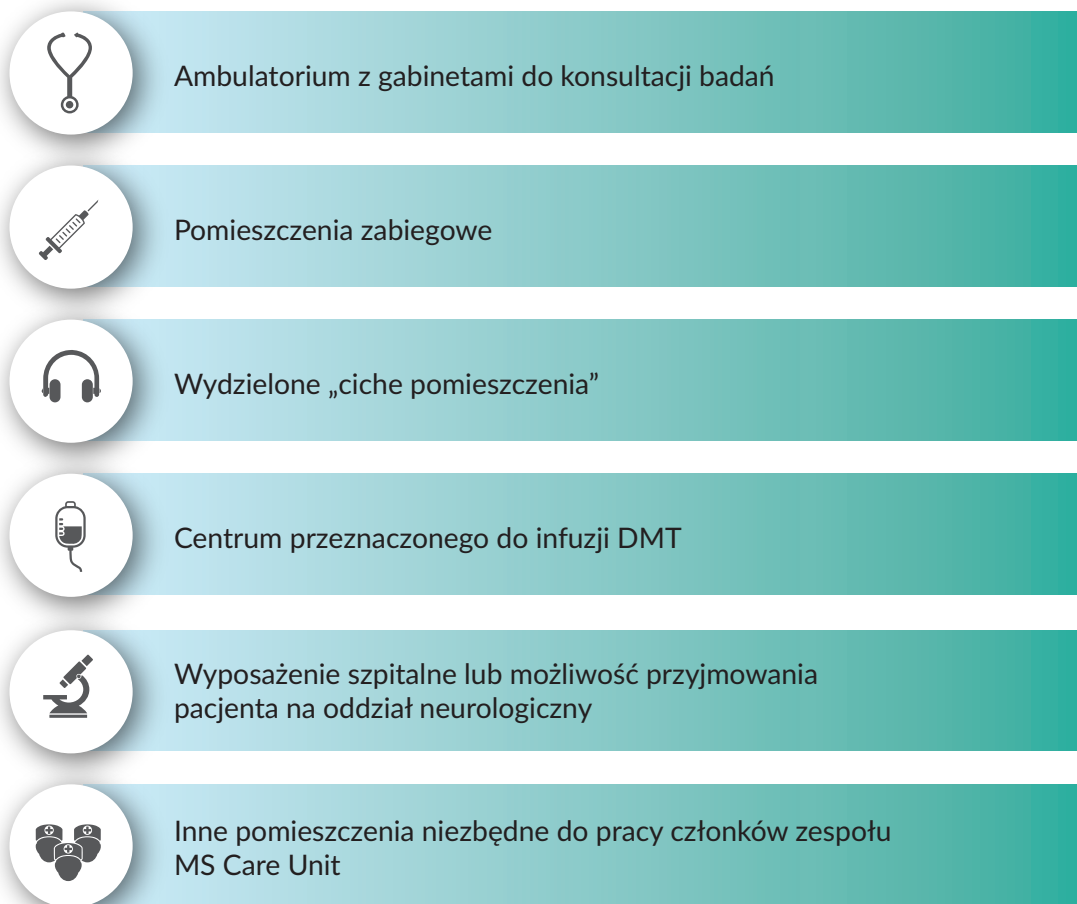 Ambulatorium z gabinetami do konsultacji badań
Pomieszczenia zabiegowe
Wydzielone „ciche pomieszczenia”
Centrum przeznaczonego do infuzji DMT
Wyposażenie szpitalne lub możliwość przyjmowania
pacjenta na oddział neurologiczny
Inne pomieszczenia niezbędne do pracy członków zespołu
MS Care Unit